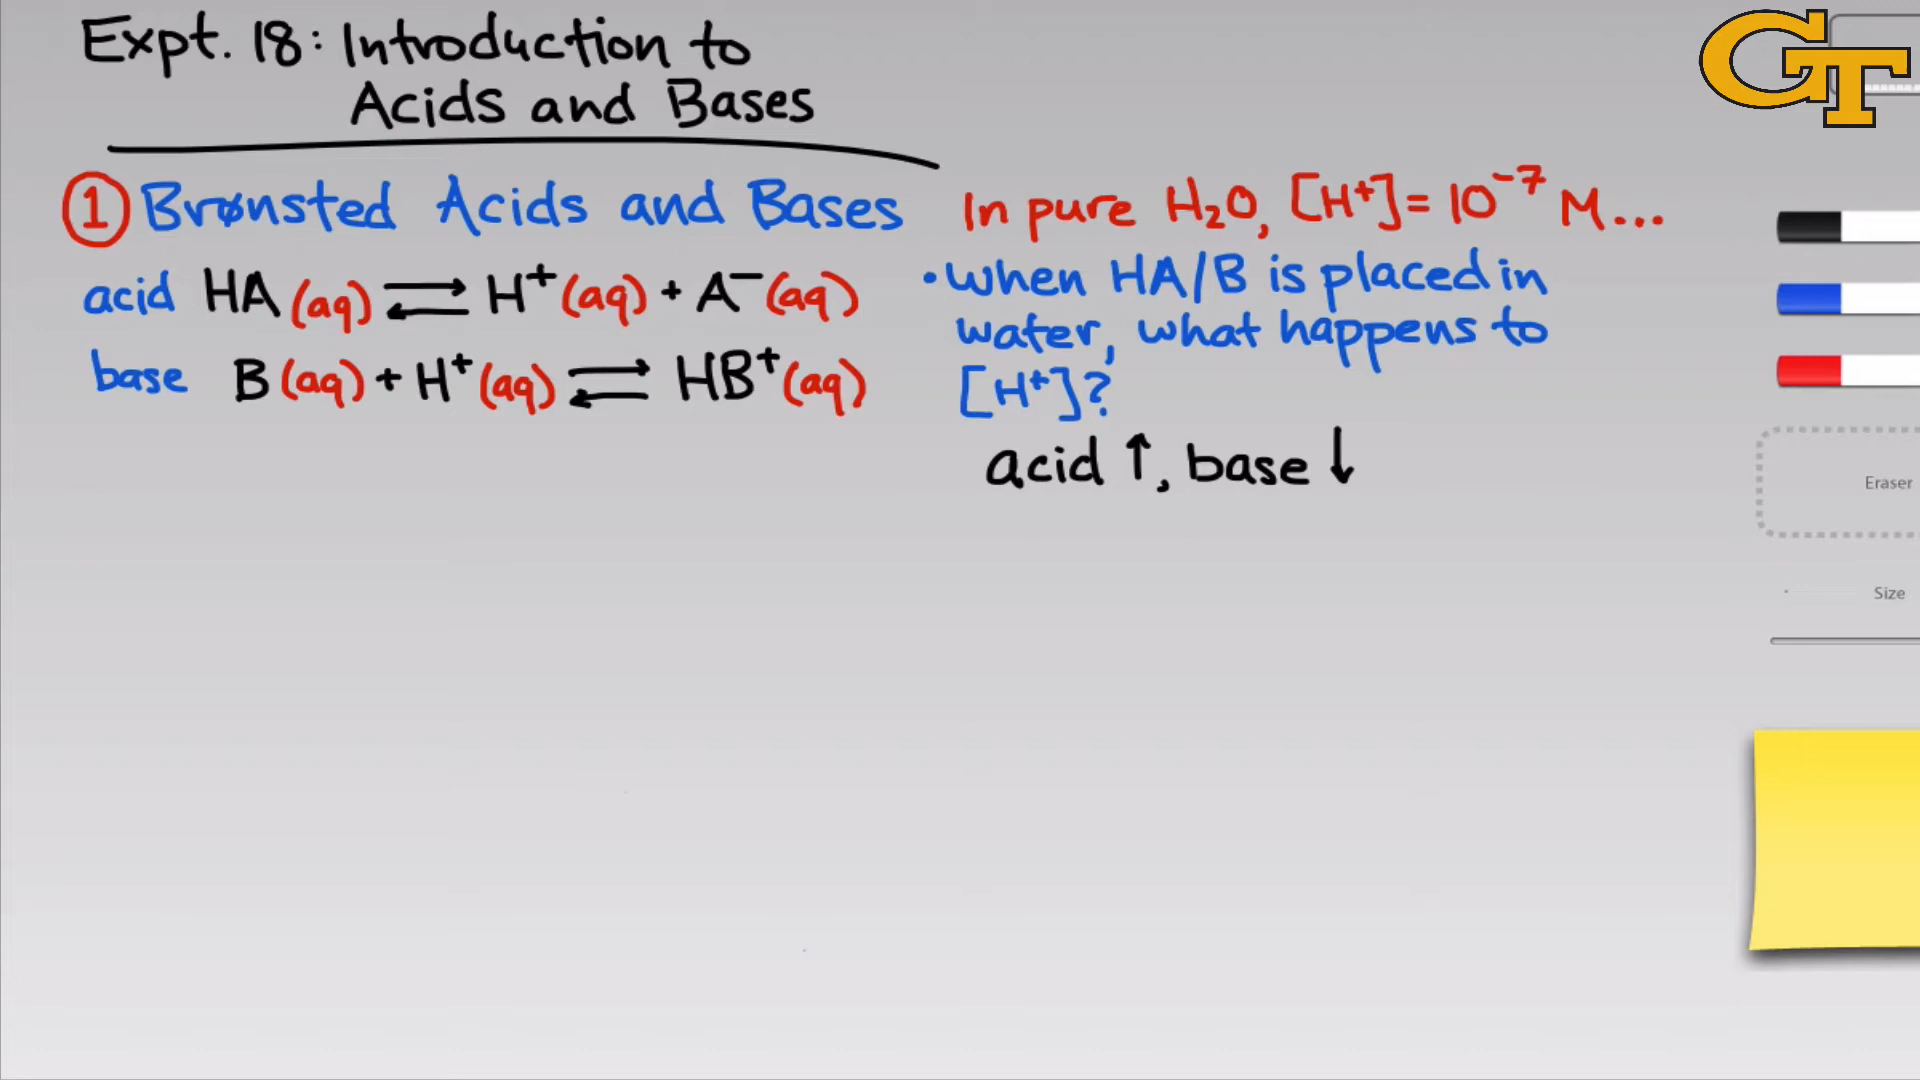 Expt. 18: Introduction to
Acids and Bases
1 Brønsted Acids and Bases
acid HA (aq) ⇌ H⁺(aq) + A⁻(aq)
base B (aq) + H⁺(aq) ⇌ HB⁺(aq)
In pure H₂O, [H⁺] = 10⁻⁷ M...
• when HA/B is placed in
water, what happens to
[H⁺]?
acid ↑, base ↓
GT
Eraser
Size